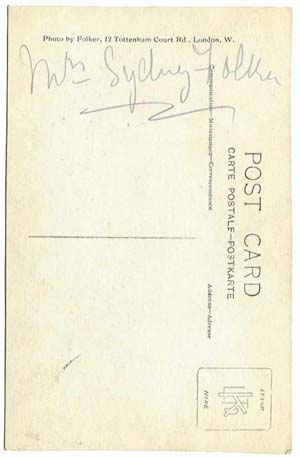 Photo by Folker, 12 Tottenham Court Rd., London, W.
Mrs Sydney Folker
POST CARD
CARTE POSTALE—POSTKARTE
Communication—Mitteilungen—Correspondence
Address—Adresse
STAMP
HERE